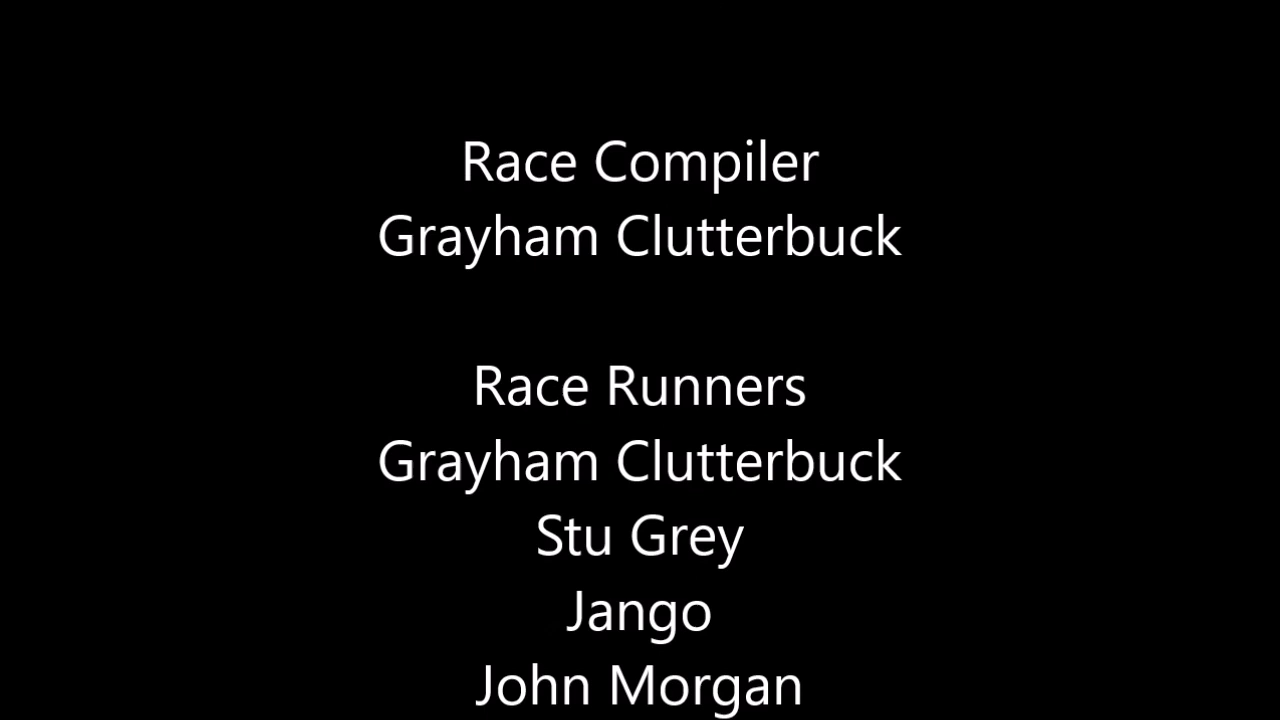 Race Compiler
Grayham Clutterbuck
Race Runners
Grayham Clutterbuck
Stu Grey
Jango
John Morgan